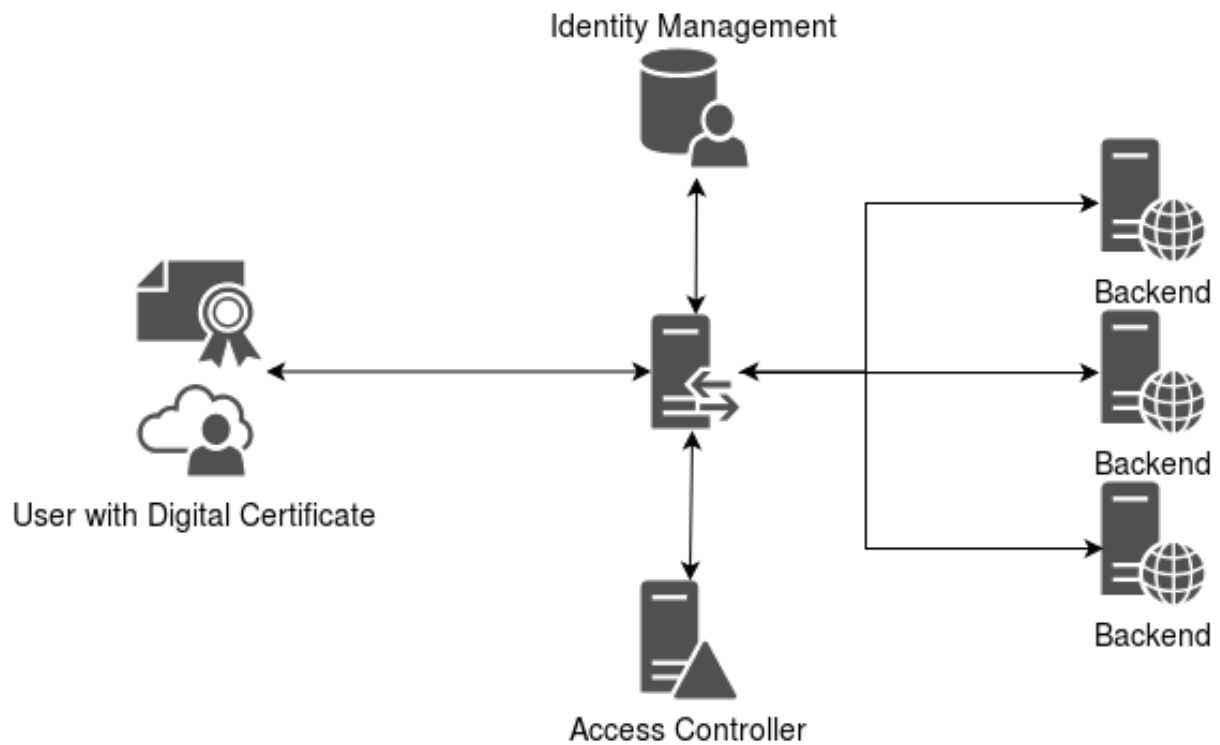 Identity Management
Backend
Backend
User with Digital Certificate
Backend
Access Controller